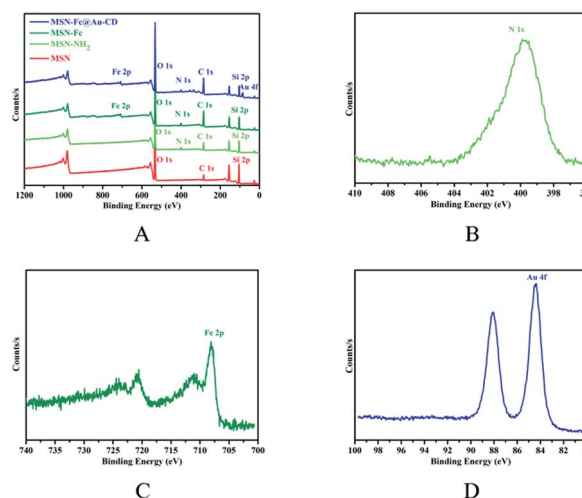 MSN-Fc@Au-CD
MSN-Fc
MSN-NH2
MSN
Fe 2p
O 1s
N 1s
C 1s
Si 2p
Au 4f
Fe 2p
O 1s
N 1s
C 1s
Si 2p
O 1s
N 1s
C 1s
Si 2p
O 1s
C 1s
Si 2p
Counts/s
1200 1000 800 600 400 200 0
Binding Energy (eV)
A
N 1s
Counts/s
410 408 406 404 402 400 398
Binding Energy (eV)
B
Fe 2p
Counts/s
740 730 720 710 700
Binding Energy (eV)
C
Au 4f
Counts/s
100 98 96 94 92 90 88 86 84 82
Binding Energy (eV)
D